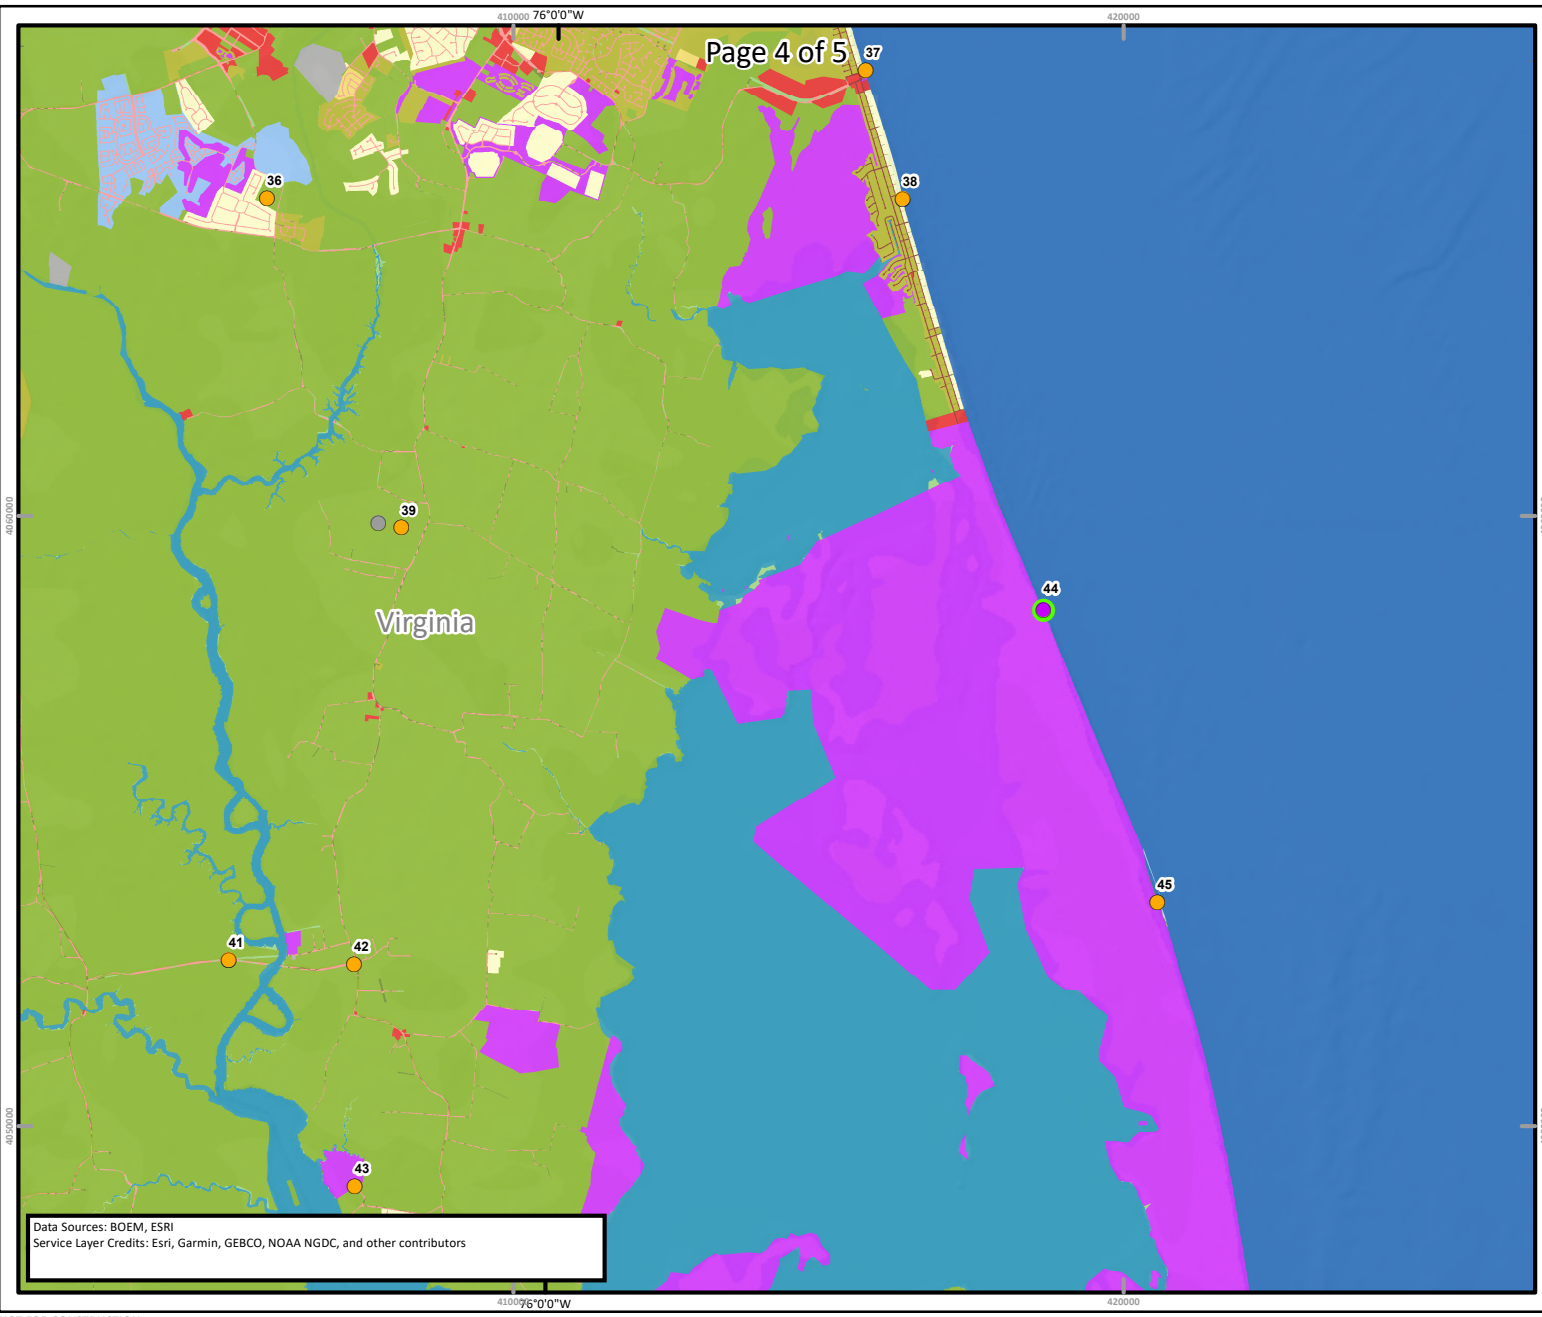 410000 76°0'0"W 420000
Page 4 of 5
37
36
38
4060000
39
44
Virginia
45
41
42
4050000
43
Data Sources: BOEM, ESRI
Service Layer Credits: Esri, Garmin, GEBCO, NOAA NGDC, and other contributors
410000 76°0'0"W 420000